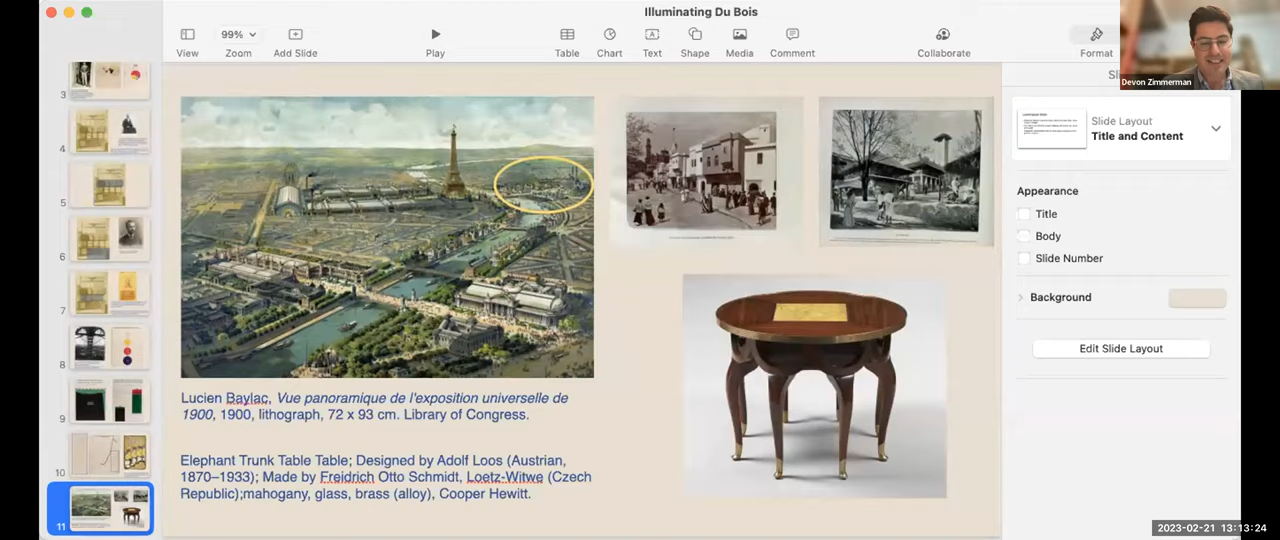 Illuminating Du Bois
99%
View
Zoom
Add Slide
Play
Table
Chart
Text
Shape
Media
Comment
Collaborate
Format
Devon Zimmerman
Slide Layout
Title and Content
Appearance
Title
Body
Slide Number
Background
Edit Slide Layout
3
4
5
6
7
8
9
10
11
Lucien Baylac, Vue panoramique de l'exposition universelle de
1900, 1900, lithograph, 72 x 93 cm. Library of Congress.
Elephant Trunk Table Table; Designed by Adolf Loos (Austrian,
1870–1933); Made by Freidrich Otto Schmidt, Loetz-Witwe (Czech
Republic);mahogany, glass, brass (alloy), Cooper Hewitt.
2023-02-21 13:13:24